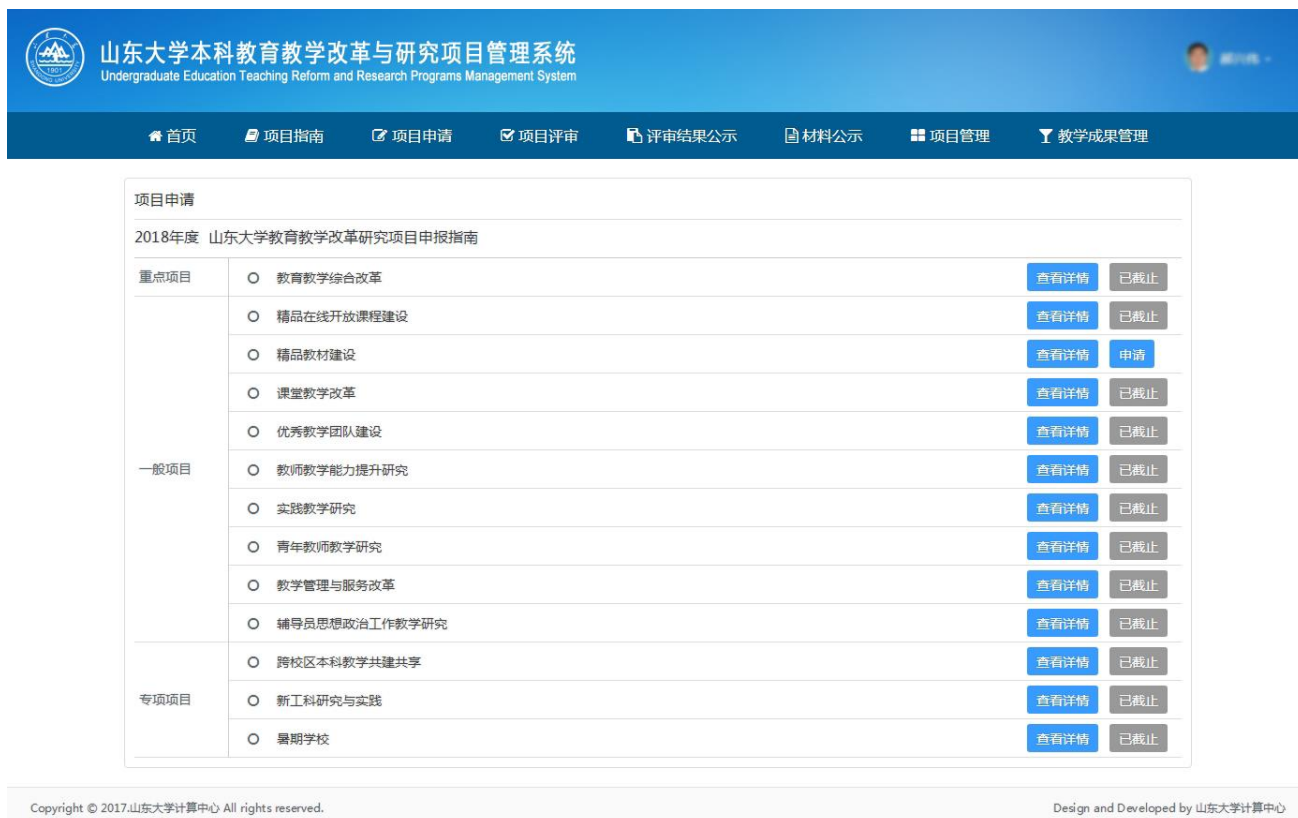 山东大学本科教育教学改革与研究项目管理系统
Undergraduate Education Teaching Reform and Research Programs Management System
首页 项目指南 项目申请 项目评审 评审结果公示 材料公示 项目管理 教学成果管理
项目申请
2018年度 山东大学教育教学改革研究项目申报指南
重点项目 教育教学综合改革 查看详情 已截止
精品在线开放课程建设 查看详情 已截止
精品教材建设 查看详情 申请
课堂教学改革 查看详情 已截止
优秀教学团队建设 查看详情 已截止
一般项目 教师教学能力提升研究 查看详情 已截止
实践教学研究 查看详情 已截止
青年教师教学研究 查看详情 已截止
教学管理与服务改革 查看详情 已截止
辅导员思想政治工作教学研究 查看详情 已截止
跨校区本科教学共建共享 查看详情 已截止
专项项目 新工科研究与实践 查看详情 已截止
暑期学校 查看详情 已截止
Copyright © 2017.山东大学计算中心 All rights reserved. Design and Developed by 山东大学计算中心